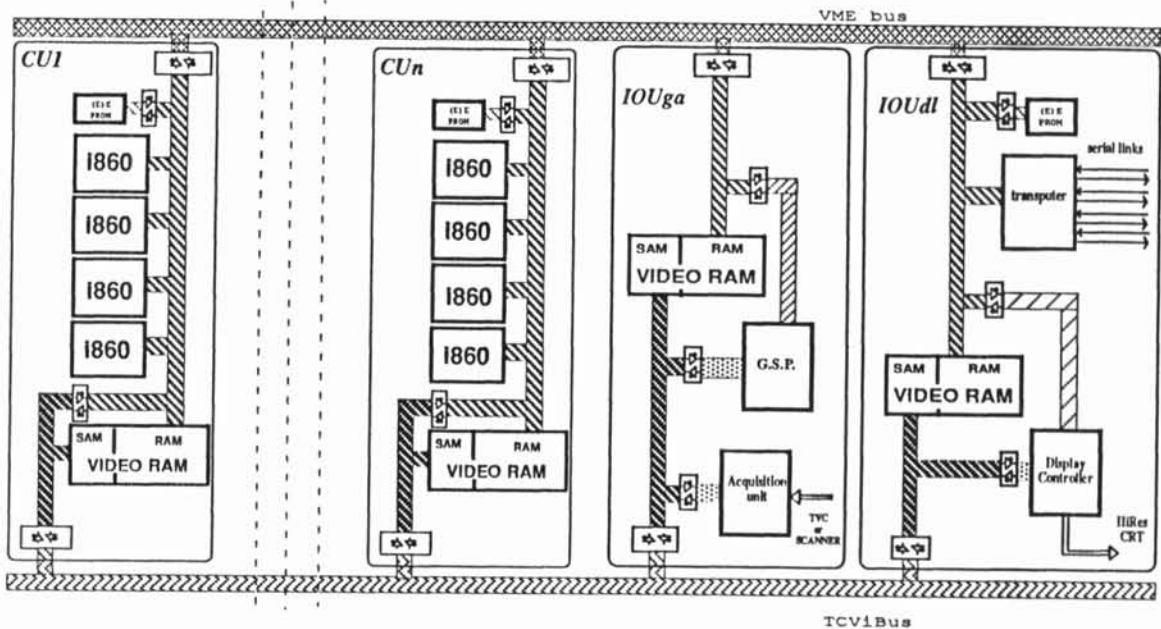 VME bus
CU1
(E) E
PROM
i860
i860
i860
i860
SAM RAM
VIDEO RAM
CUn
(E) E
PROM
i860
i860
i860
i860
SAM RAM
VIDEO RAM
IOUga
SAM RAM
VIDEO RAM
G.S.P.
Acquisition
unit
TVC
or
SCANNER
IOUdl
(E) E
PROM
serial links
transputer
SAM RAM
VIDEO RAM
Display
Controller
HiRes
CRT
TCViBus